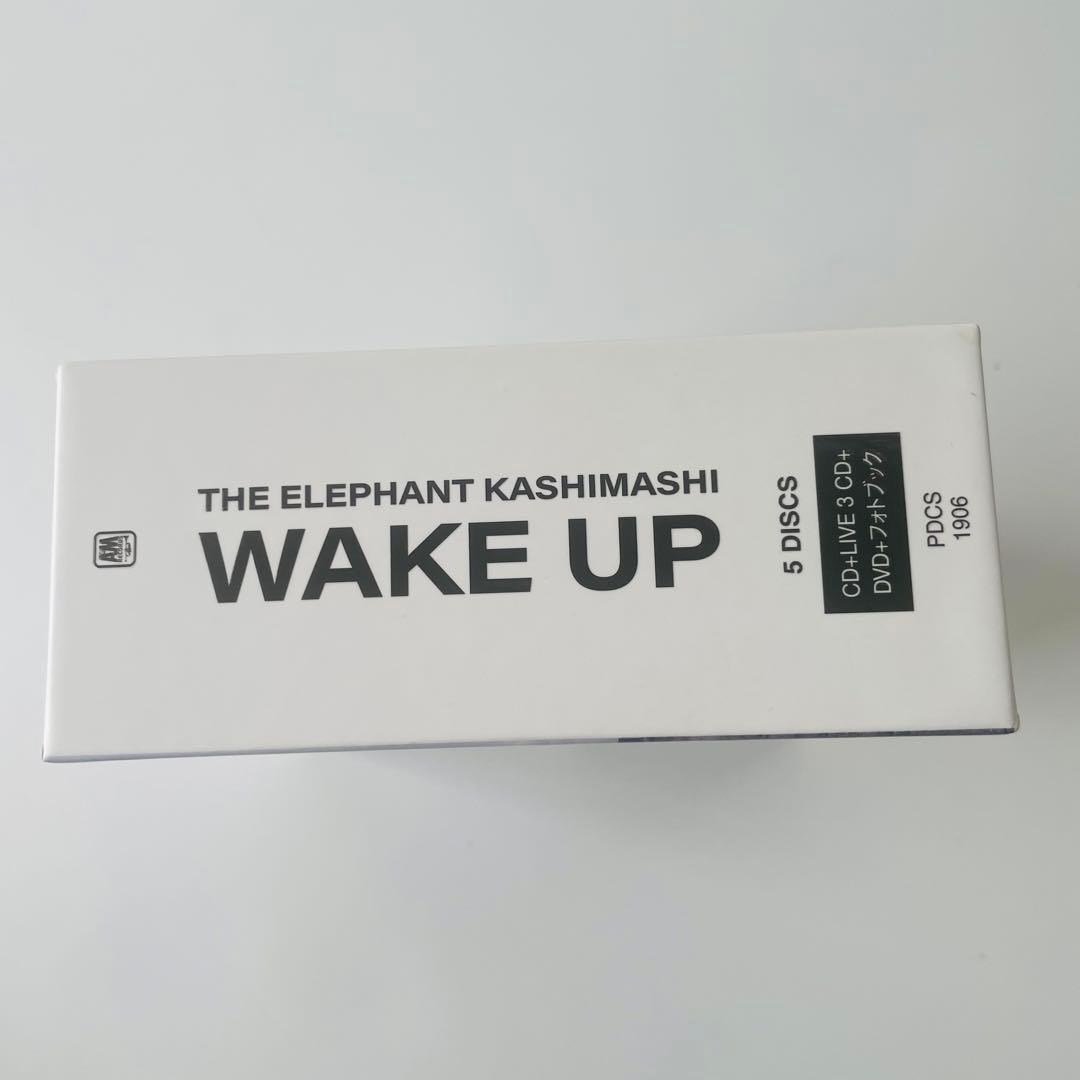 THE ELEPHANT KASHIMASHI
WAKE UP
5 DISCS
CD+LIVE 3 CD+
DVD+フォトブック
PDCS
1906